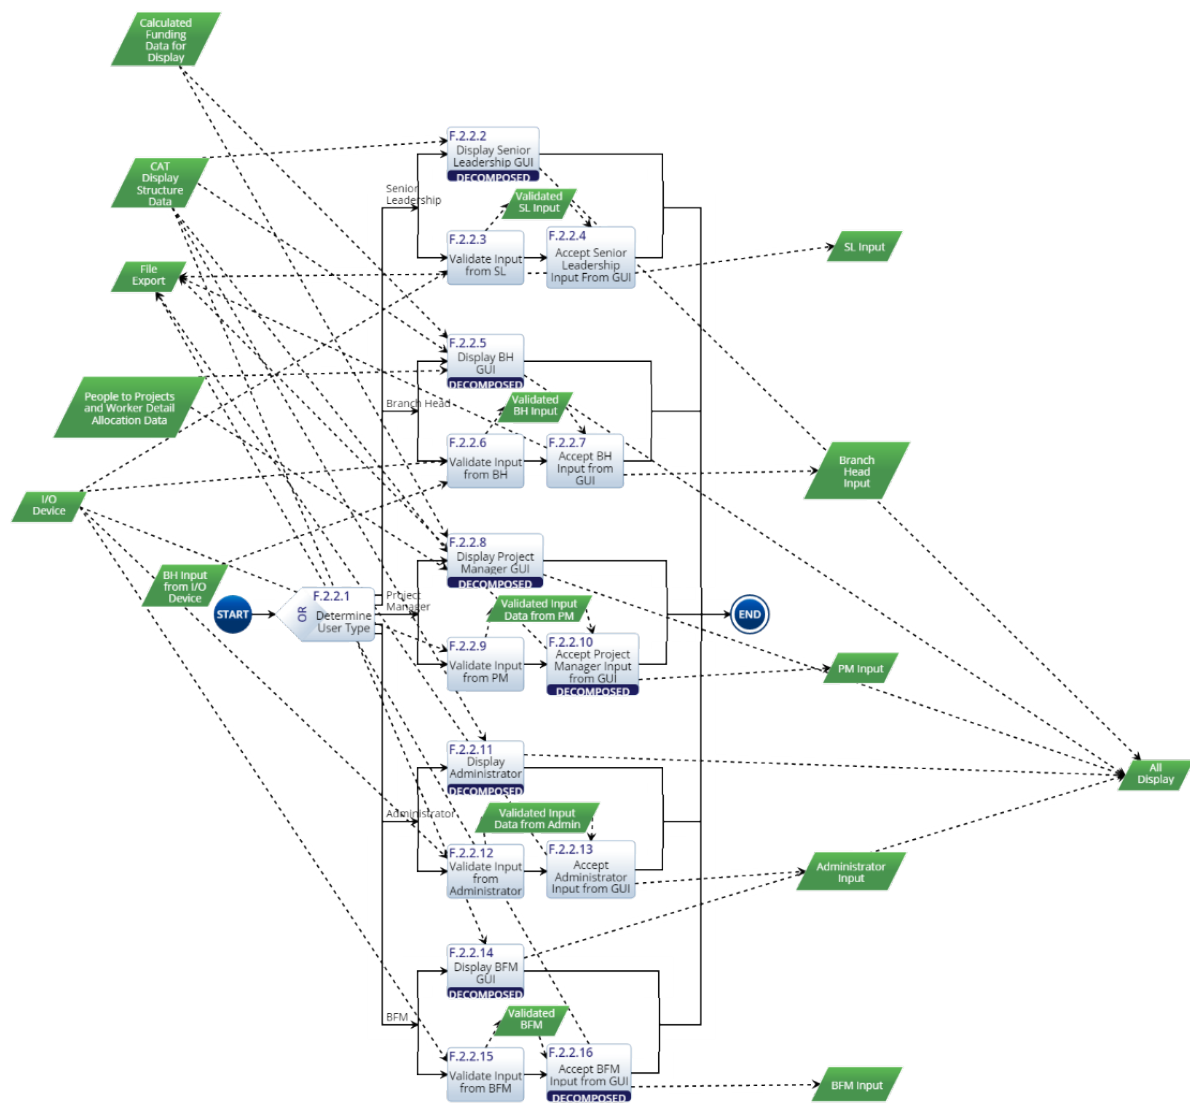 Calculated
Funding
Data for
Display
F.2.2.2
Display Senior
Leadership GUI
DECOMPOSED
CAT
Display
Structure
Data
Senior
Leadership
Validated
SL Input
F.2.2.3
Validate Input
from SL
F.2.2.4
Accept Senior
Leadership
Input From GUI
SL Input
File
Export
F.2.2.5
Display BH
GUI
DECOMPOSED
People to Projects
and Worker Detail
Allocation Data
Branch Head
Validated
BH Input
F.2.2.6
Validate Input
from BH
F.2.2.7
Accept BH
Input from
GUI
Branch
Head
Input
I/O
Device
F.2.2.8
Display Project
Manager GUI
DECOMPOSED
BH Input
from I/O
Device
START
OR
F.2.2.1
Determine
User Type
Project
Manager
Validated Input
Data from PM
END
F.2.2.9
Validate Input
from PM
F.2.2.10
Accept Project
Manager Input
from GUI
DECOMPOSED
PM Input
F.2.2.11
Display
Administrator
DECOMPOSED
All
Display
Administrator
Validated Input
Data from Admin
F.2.2.12
Validate Input
from
Administrator
F.2.2.13
Accept
Administrator
Input from GUI
Administrator
Input
F.2.2.14
Display BFM
GUI
DECOMPOSED
BFM
Validated
BFM
F.2.2.15
Validate Input
from BFM
F.2.2.16
Accept BFM
Input from GUI
DECOMPOSED
BFM Input